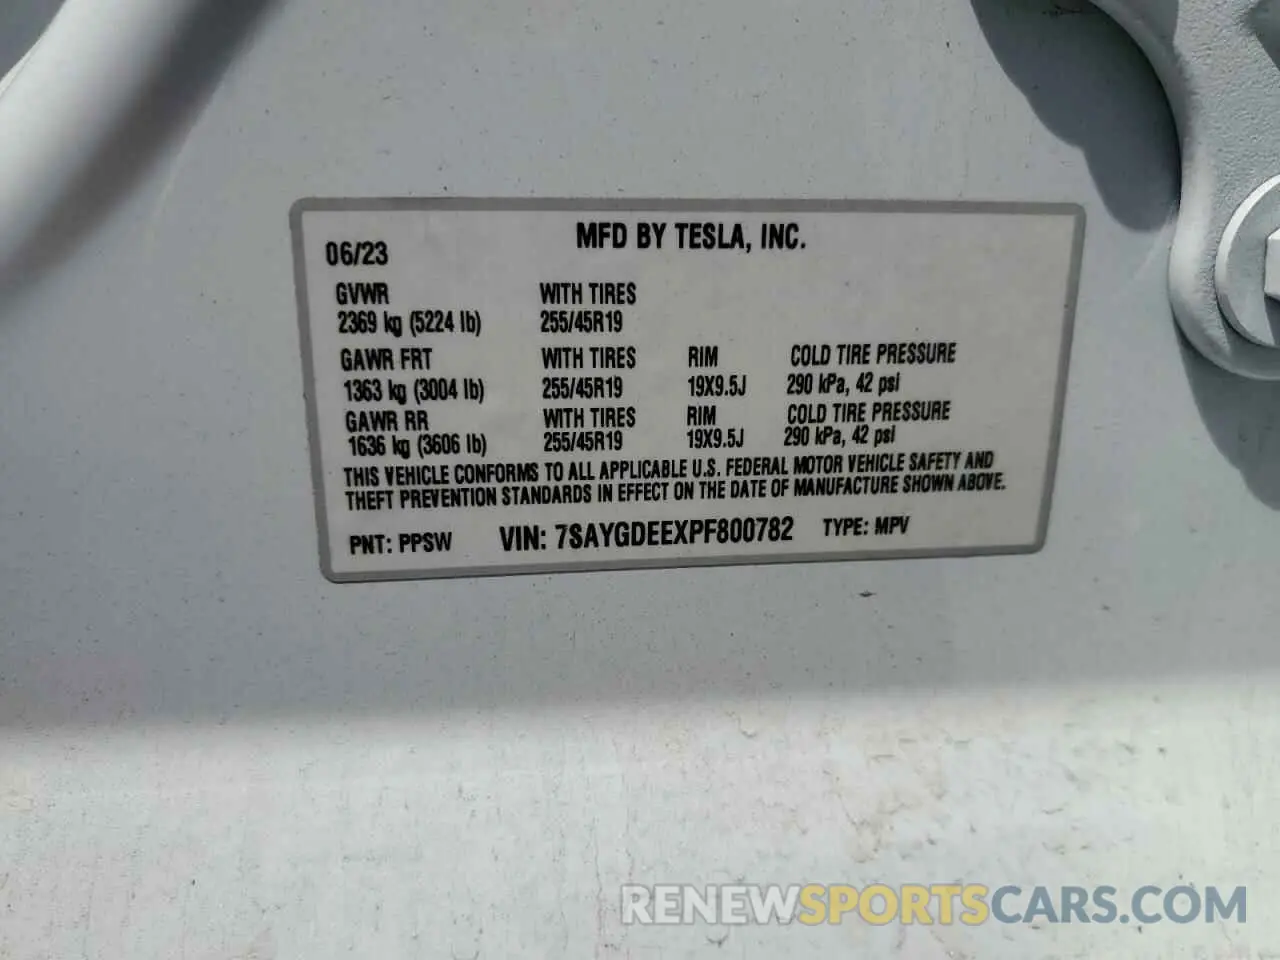 MFD BY TESLA, INC.
06/23
GVWR WITH TIRES
2369 kg (5224 lb) 255/45R19
GAWR FRT WITH TIRES RIM COLD TIRE PRESSURE
1363 kg (3004 lb) 255/45R19 19X9.5J 290 kPa, 42 psi
GAWR RR WITH TIRES RIM COLD TIRE PRESSURE
1636 kg (3606 lb) 255/45R19 19X9.5J 290 kPa, 42 psi
THIS VEHICLE CONFORMS TO ALL APPLICABLE U.S. FEDERAL MOTOR VEHICLE SAFETY AND
THEFT PREVENTION STANDARDS IN EFFECT ON THE DATE OF MANUFACTURE SHOWN ABOVE.
PNT: PPSW VIN: 7SAYGDEEXPF800782 TYPE: MPV
RENEWSPORTSCARS.COM